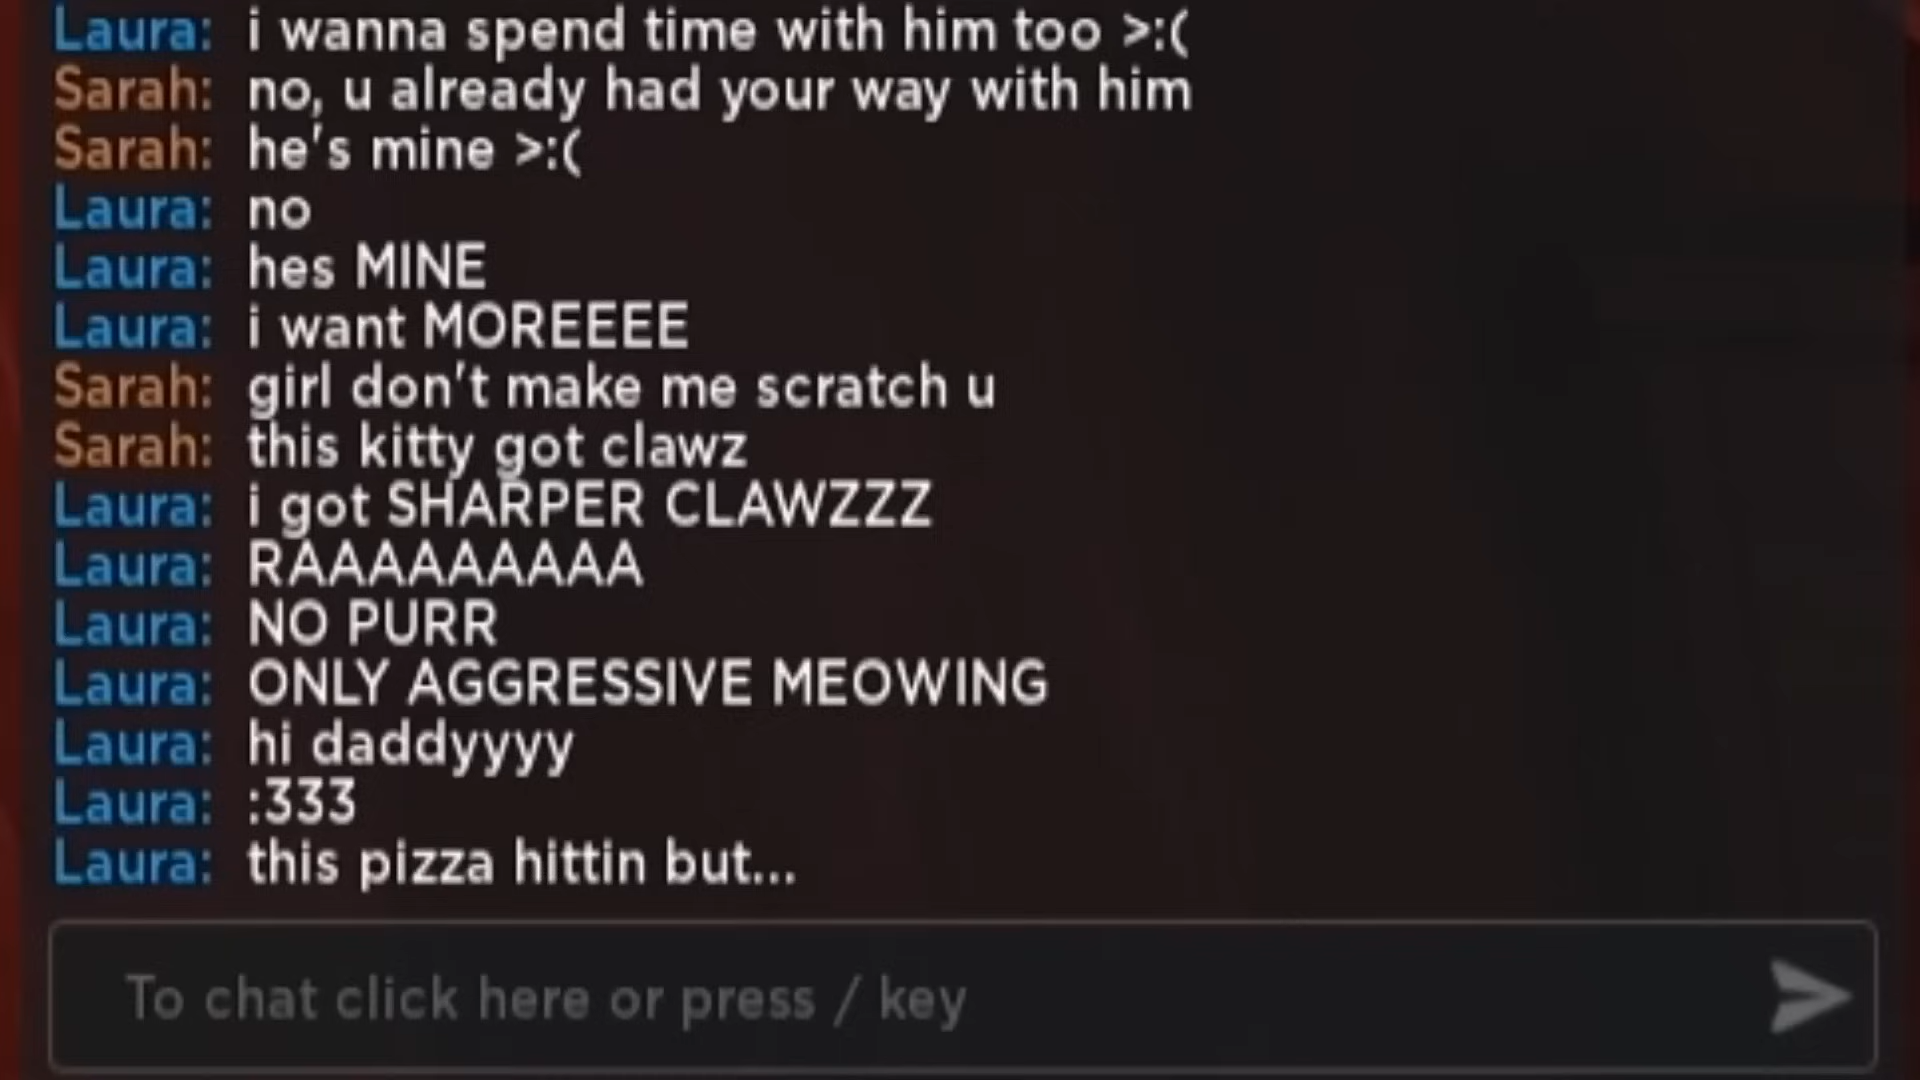 Laura: i wanna spend time with him too >:(
Sarah: no, u already had your way with him
Sarah: he's mine >:(
Laura: no
Laura: hes MINE
Laura: i want MOREEEE
Sarah: girl don't make me scratch u
Sarah: this kitty got clawz
Laura: i got SHARPER CLAWZZZ
Laura: RAAAAAAAAA
Laura: NO PURR
Laura: ONLY AGGRESSIVE MEOWING
Laura: hi daddyyyy
Laura: :333
Laura: this pizza hittin but...
To chat click here or press / key